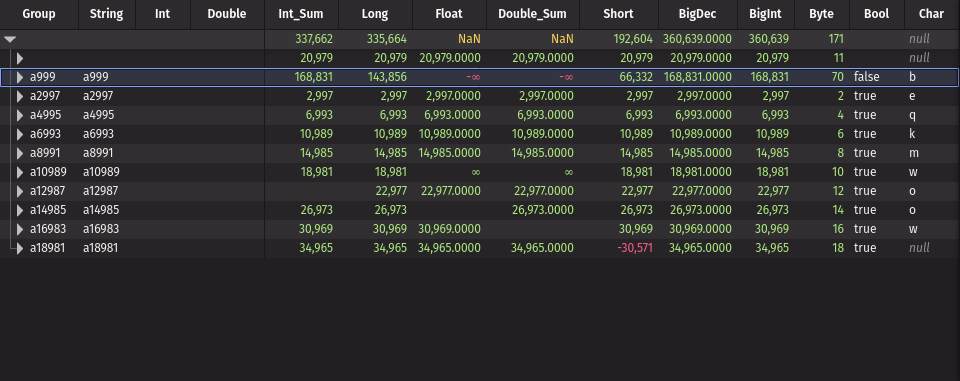 Group String Int Double Int_Sum Long Float Double_Sum Short BigDec BigInt Byte Bool Char
337,662 335,664 NaN NaN 192,604 360,639.0000 360,639 171 null
20,979 20,979 20,979.0000 20,979.0000 20,979 20,979.0000 20,979 11 null
a999 a999 168,831 143,856 -∞ -∞ 66,332 168,831.0000 168,831 70 false b
a2997 a2997 2,997 2,997 2,997.0000 2,997.0000 2,997 2,997.0000 2,997 2 true e
a4995 a4995 6,993 6,993 6,993.0000 6,993.0000 6,993 6,993.0000 6,993 4 true q
a6993 a6993 10,989 10,989 10,989.0000 10,989.0000 10,989 10,989.0000 10,989 6 true k
a8991 a8991 14,985 14,985 14,985.0000 14,985.0000 14,985 14,985.0000 14,985 8 true m
a10989 a10989 18,981 18,981 ∞ ∞ 18,981 18,981.0000 18,981 10 true w
a12987 a12987 22,977 22,977.0000 22,977.0000 22,977 22,977.0000 22,977 12 true o
a14985 a14985 26,973 26,973 26,973.0000 26,973 26,973.0000 26,973 14 true o
a16983 a16983 30,969 30,969 30,969.0000 30,969 30,969.0000 30,969 16 true w
a18981 a18981 34,965 34,965 34,965.0000 34,965.0000 -30,571 34,965.0000 34,965 18 true null